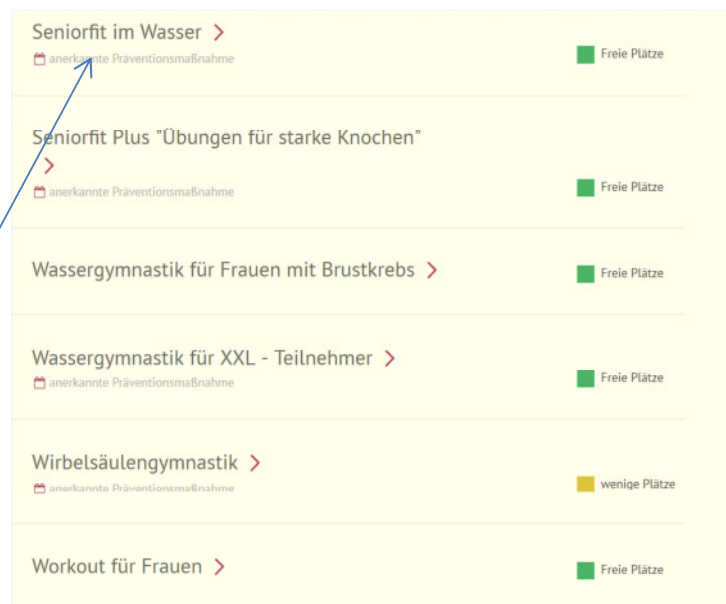 Seniorfit im Wasser
anerkannte Präventionsmaßnahme
Freie Plätze
Seniorfit Plus "Übungen für starke Knochen"
anerkannte Präventionsmaßnahme
Freie Plätze
Wassergymnastik für Frauen mit Brustkrebs
Freie Plätze
Wassergymnastik für XXL - Teilnehmer
anerkannte Präventionsmaßnahme
Freie Plätze
Wirbelsäulengymnastik
anerkannte Präventionsmaßnahme
wenige Plätze
Workout für Frauen
Freie Plätze